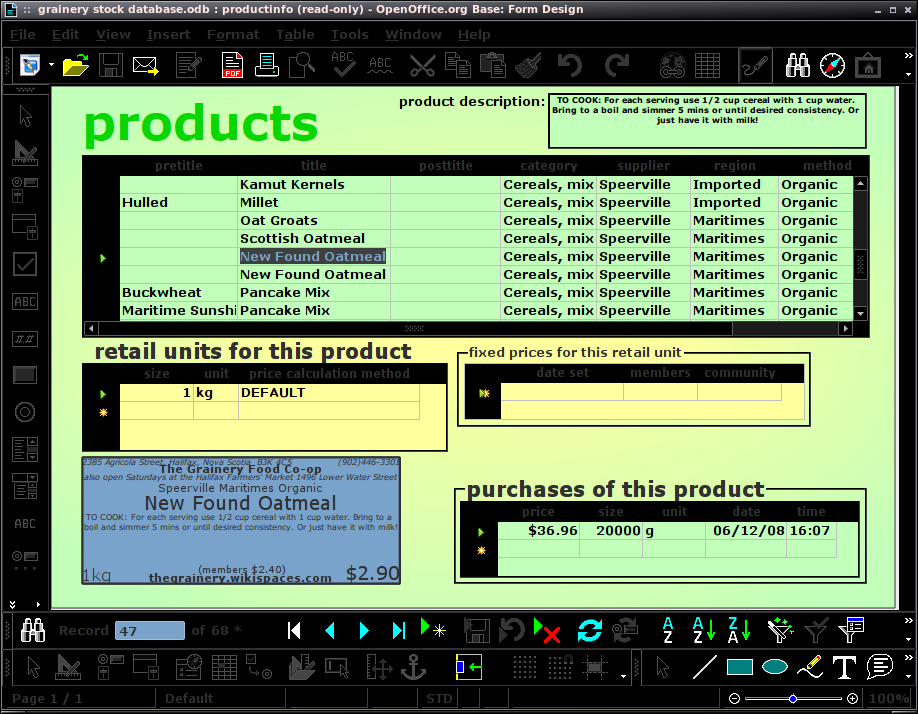 grainery stock database.odb : productinfo (read-only) - OpenOffice.org Base: Form Design
File Edit View Insert Format Table Tools Window Help
PDF ABC ABC
products
product description:
TO COOK: For each serving use 1/2 cup cereal with 1 cup water.
Bring to a boil and simmer 5 mins or until desired consistency. Or
just have it with milk!
pretitle title posttitle category supplier region method
Kamut Kernels Cereals, mix Speerville Imported Organic
Hulled Millet Cereals, mix Speerville Imported Organic
Oat Groats Cereals, mix Speerville Maritimes Organic
Scottish Oatmeal Cereals, mix Speerville Maritimes Organic
New Found Oatmeal Cereals, mix Speerville Maritimes Organic
New Found Oatmeal Cereals, mix Speerville Maritimes Organic
Buckwheat Pancake Mix Cereals, mix Speerville Maritimes Organic
Maritime Sunshi Pancake Mix Cereals, mix Speerville Maritimes Organic
retail units for this product
size unit price calculation method
1 kg DEFAULT
fixed prices for this retail unit
date set members community
2385 Agricola Street, Halifax, Nova Scotia B3K 4C5 (902)446-3301
The Grainery Food Co-op
also open Saturdays at the Halifax Farmers' Market 1496 Lower Water Street
Speerville Maritimes Organic
New Found Oatmeal
TO COOK: For each serving use 1/2 cup cereal with 1 cup water. Bring to a
boil and simmer 5 mins or until desired consistency. Or just have it with milk!
(members $2.40)
1kg thegrainery.wikispaces.com $2.90
purchases of this product
price size unit date time
$36.96 20000 g 06/12/08 16:07
ABC
##
ABC
Record 47 of 68 *
A Z A Z Z A
T
Page 1 / 1 Default STD 100%